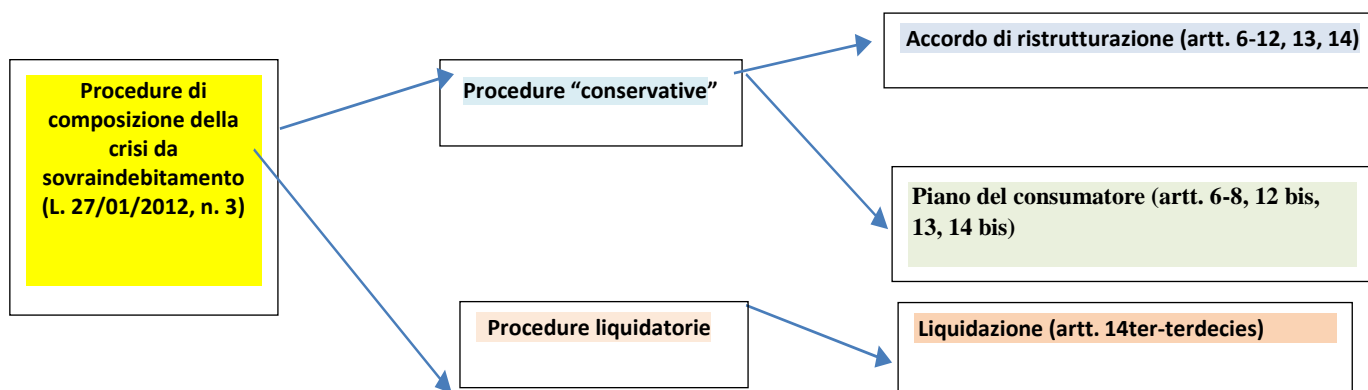 Procedure di
composizione della
crisi da
sovraindebitamento
(L. 27/01/2012, n. 3)
Procedure “conservative”
Accordo di ristrutturazione (artt. 6-12, 13, 14)
Piano del consumatore (artt. 6-8, 12 bis,
13, 14 bis)
Procedure liquidatorie
Liquidazione (artt. 14ter-terdecies)